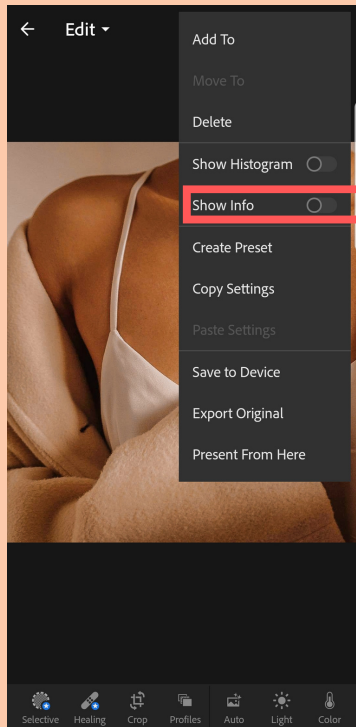 Edit
Add To
Move To
Delete
Show Histogram
Show Info
Create Preset
Copy Settings
Paste Settings
Save to Device
Export Original
Present From Here
Selective Healing Crop Profiles Auto Light Color